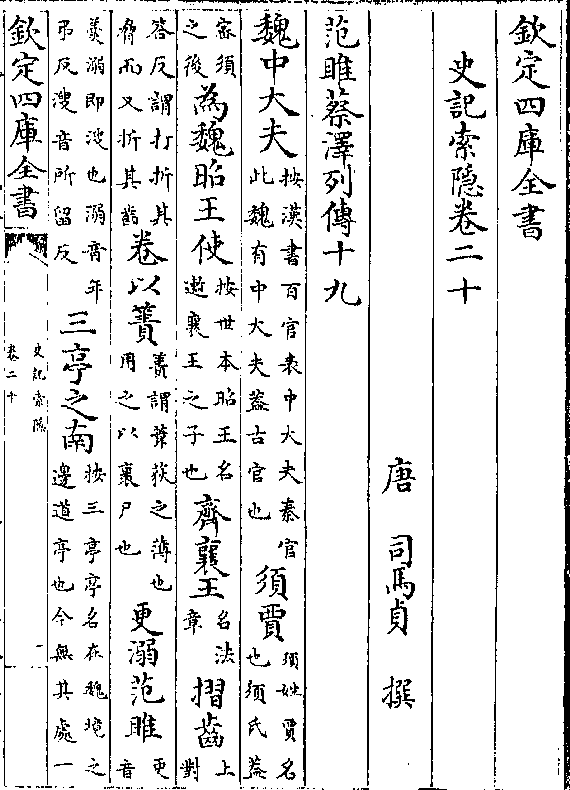 欽定四庫全書
史記索隱卷二十
唐 司馬貞 撰
范睢蔡澤列傳十九
魏中大夫按漢書百官表中大夫秦官此魏有中大夫蓋古官也須賈須姓賈名也須氏蓋
密須之後為魏昭王使按世本昭王名遫襄王之子也齊襄王名法章摺齒上對
答反謂打折其脅而又折其齒卷以簀簀謂葦荻之薄也用之以裹尸也更溺范睢更音
羹溺即溲也溺音年弔反溲音所留反三亭之南按三亭亭名在魏境之邊道亭也今無其處一
欽定四庫全書
史記索隱
卷二十